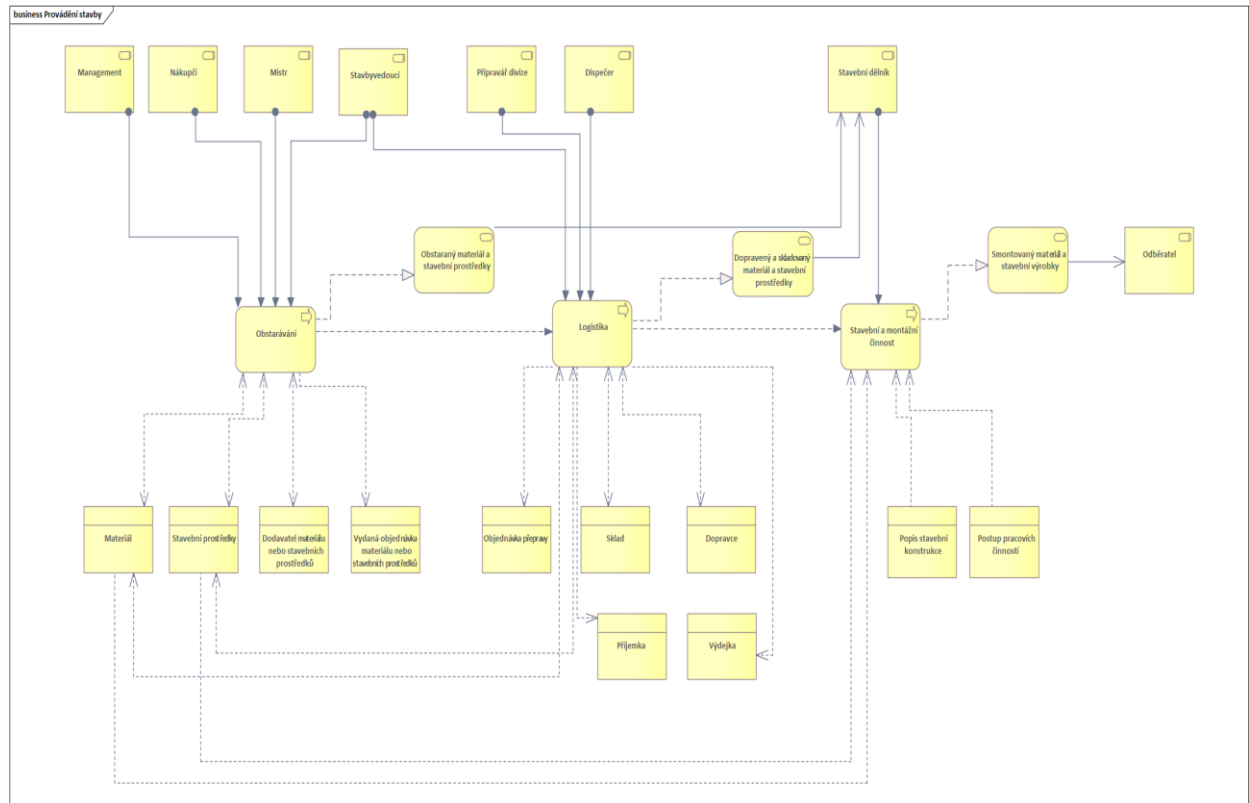 business Provádění stavby
Management
Nákupčí
Mistr
Stavbyvedoucí
Přípravář divize
Dispečer
Stavební dělník
Obstaraný materiál a
stavební prostředky
Dopravený a skladovaný
materiál a stavební
prostředky
Smontovaný materiál a
stavební výrobky
Odběratel
Obstarávání
Logistika
Stavební a montážní
činnost
Materiál
Stavební prostředky
Dodavatel materiálu
nebo stavebních
prostředků
Vydaná objednávka
materiálu nebo
stavebních prostředků
Objednávka přepravy
Sklad
Dopravce
Popis stavební
konstrukce
Postup pracovích
činností
Příjemka
Výdejka